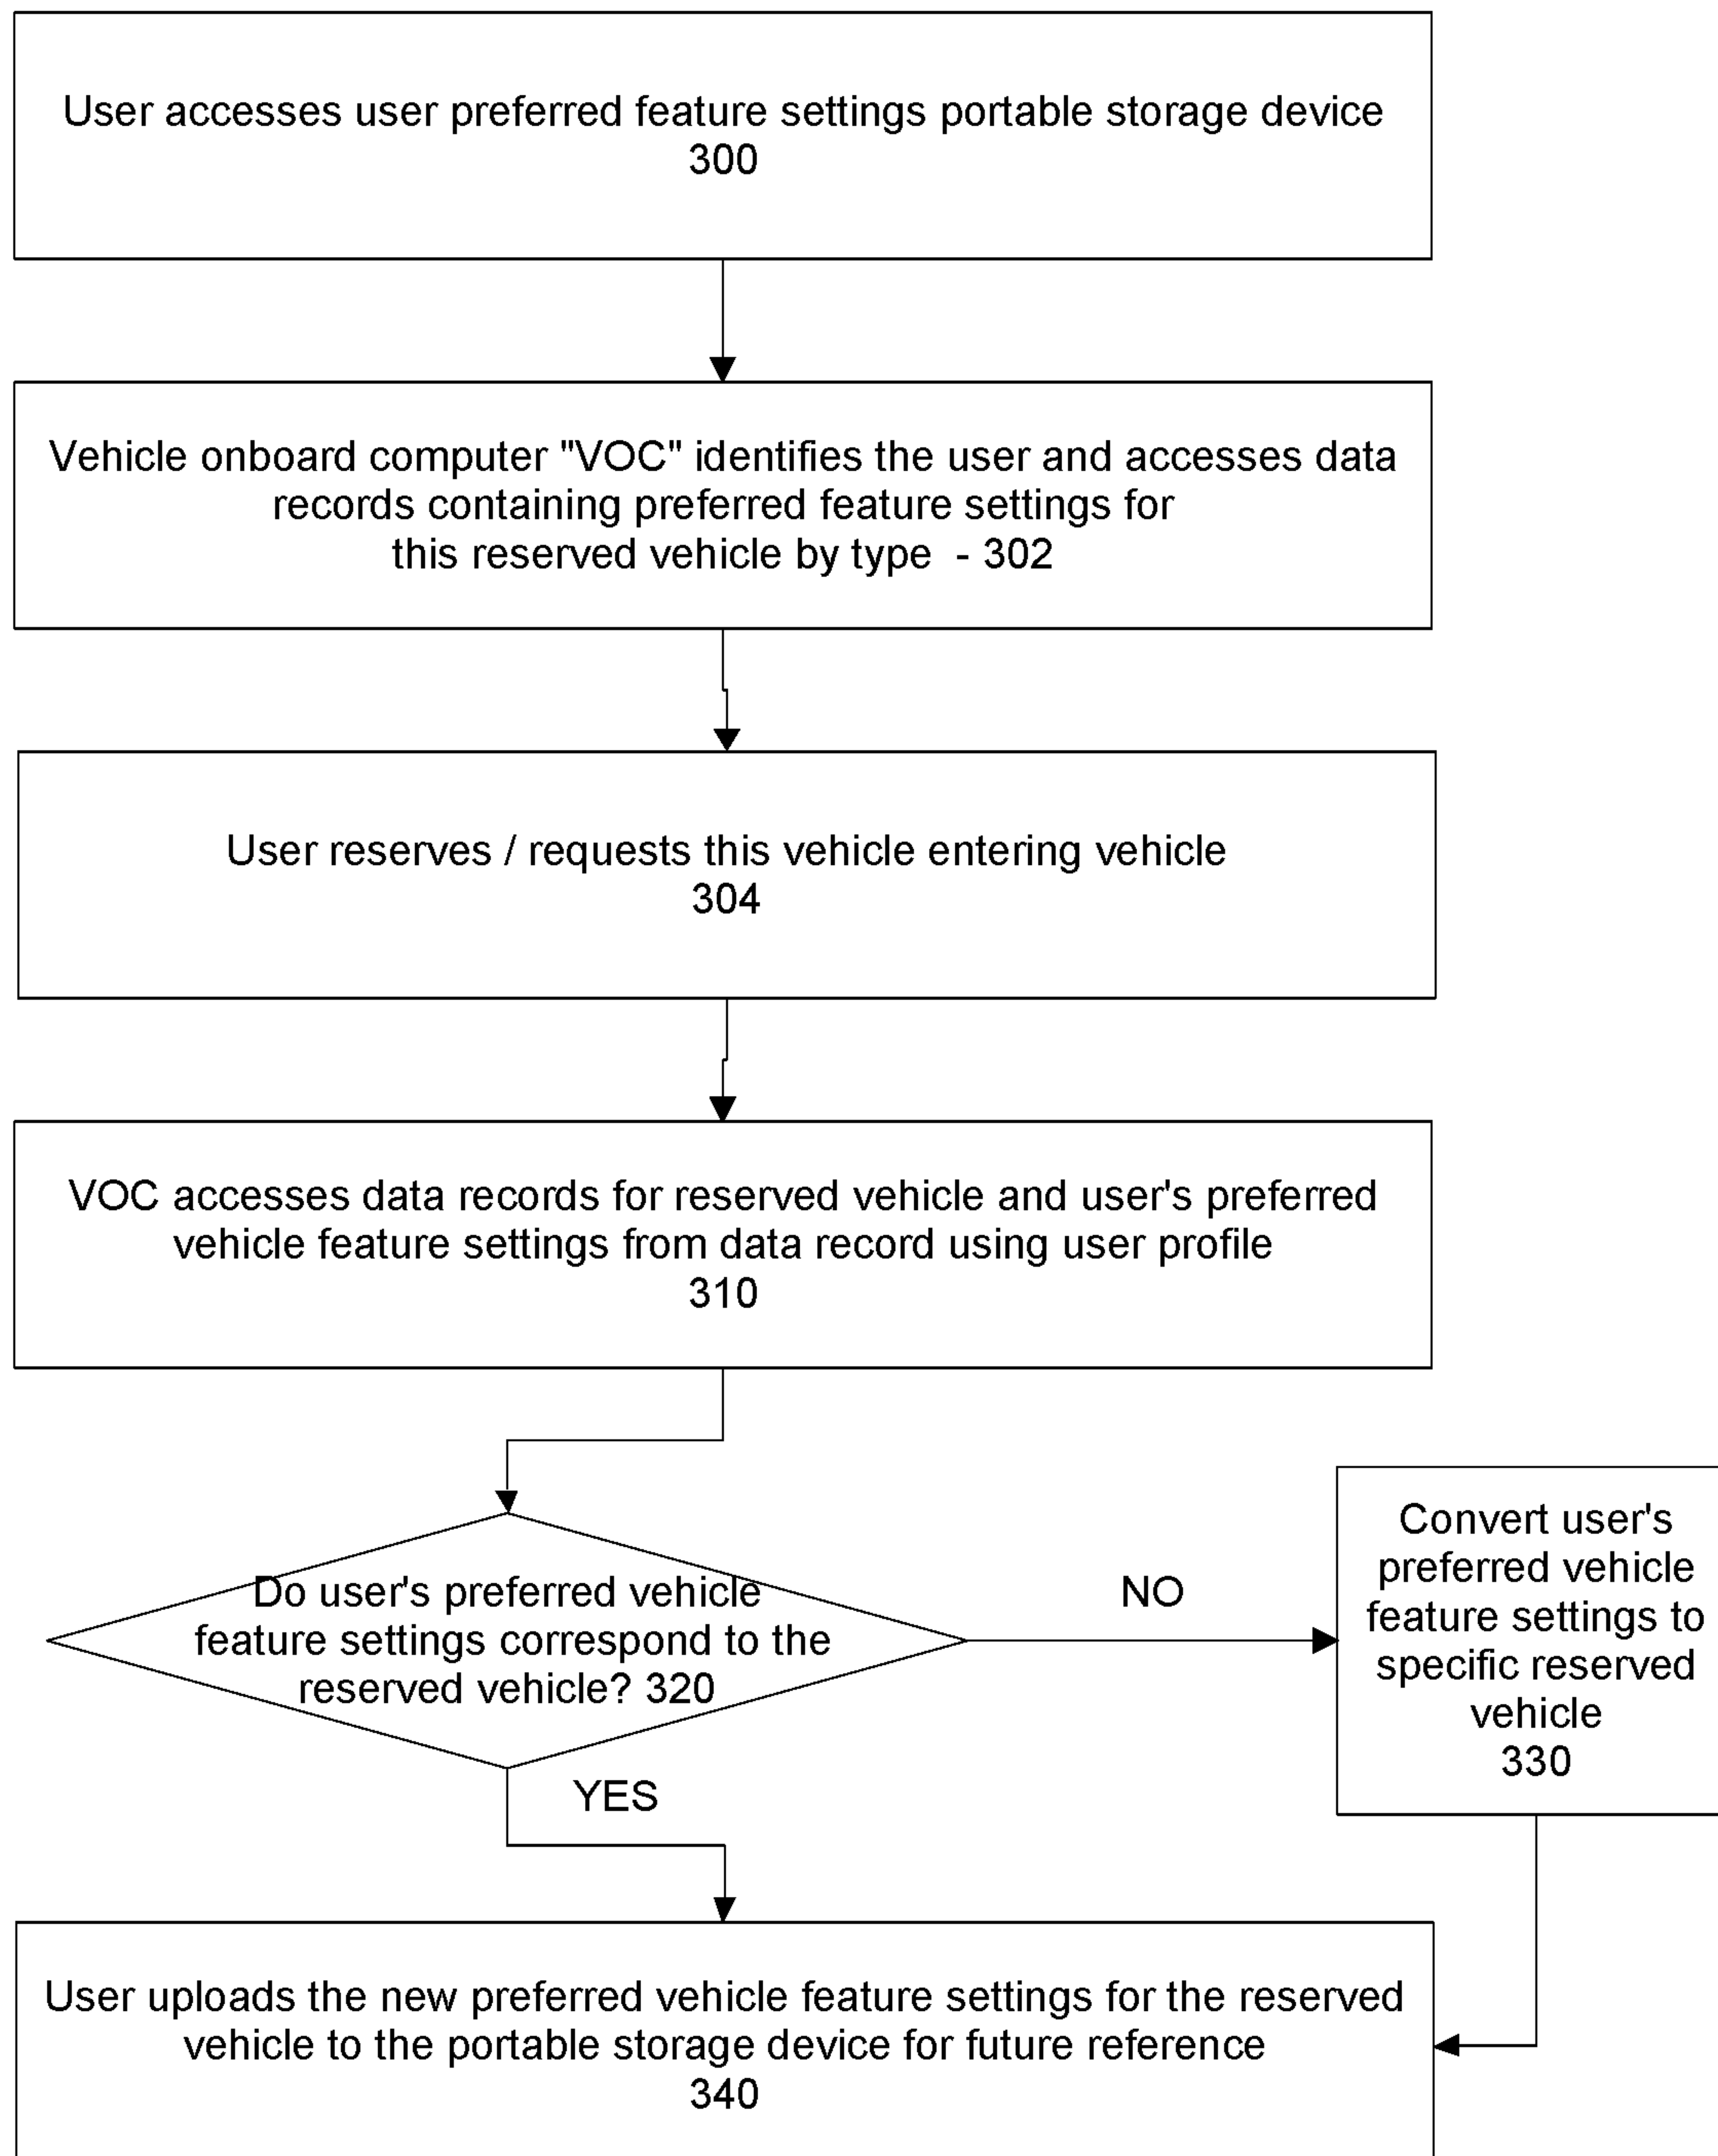 User accesses user preferred feature settings portable storage device
300
Vehicle onboard computer "VOC" identifies the user and accesses data
records containing preferred feature settings for
this reserved vehicle by type - 302
User reserves / requests this vehicle entering vehicle
304
VOC accesses data records for reserved vehicle and user's preferred
vehicle feature settings from data record using user profile
310
Do user's preferred vehicle
feature settings correspond to the
reserved vehicle? 320
NO
Convert user's
preferred vehicle
feature settings to
specific reserved
vehicle
330
YES
User uploads the new preferred vehicle feature settings for the reserved
vehicle to the portable storage device for future reference
340